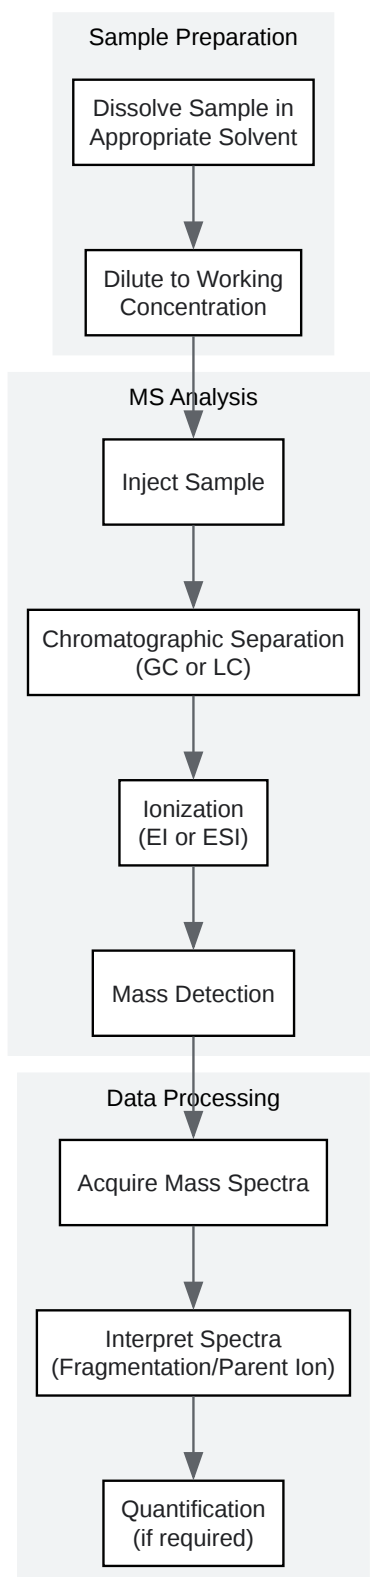 Sample Preparation
Dissolve Sample in
Appropriate Solvent
Dilute to Working
Concentration
MS Analysis
Inject Sample
Chromatographic Separation
(GC or LC)
Ionization
(EI or ESI)
Mass Detection
Data Processing
Acquire Mass Spectra
Interpret Spectra
(Fragmentation/Parent Ion)
Quantification
(if required)